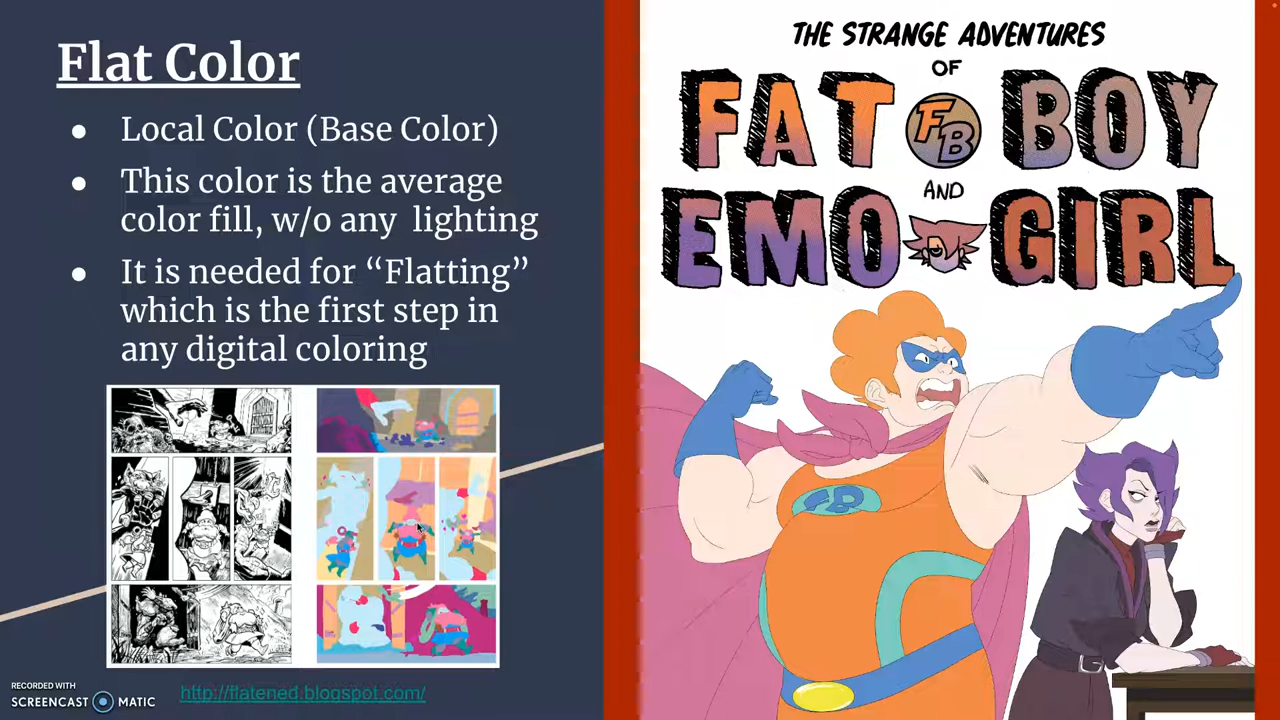 Flat Color
● Local Color (Base Color)
● This color is the average
color fill, w/o any lighting
● It is needed for “Flatting”
which is the first step in
any digital coloring
RECORDED WITH
SCREENCAST MATIC
http://flatened.blogspot.com/
THE STRANGE ADVENTURES
OF
FAT FB BOY
AND
EMO GIRL
FB